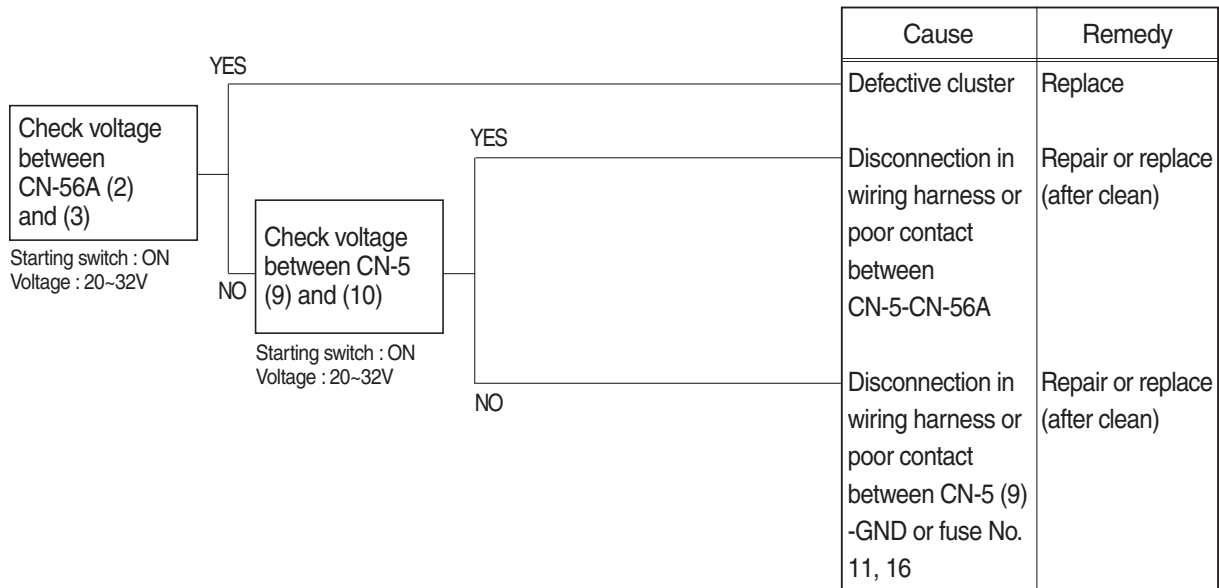 Cause Remedy
YES
Defective cluster Replace
Check voltage
between
CN-56A (2)
and (3)
Starting switch : ON
Voltage : 20~32V
YES
Disconnection in
wiring harness or
poor contact
between
CN-5-CN-56A
Repair or replace
(after clean)
NO
Check voltage
between CN-5
(9) and (10)
Starting switch : ON
Voltage : 20~32V
NO
Disconnection in
wiring harness or
poor contact
between CN-5 (9)
-GND or fuse No.
11, 16
Repair or replace
(after clean)